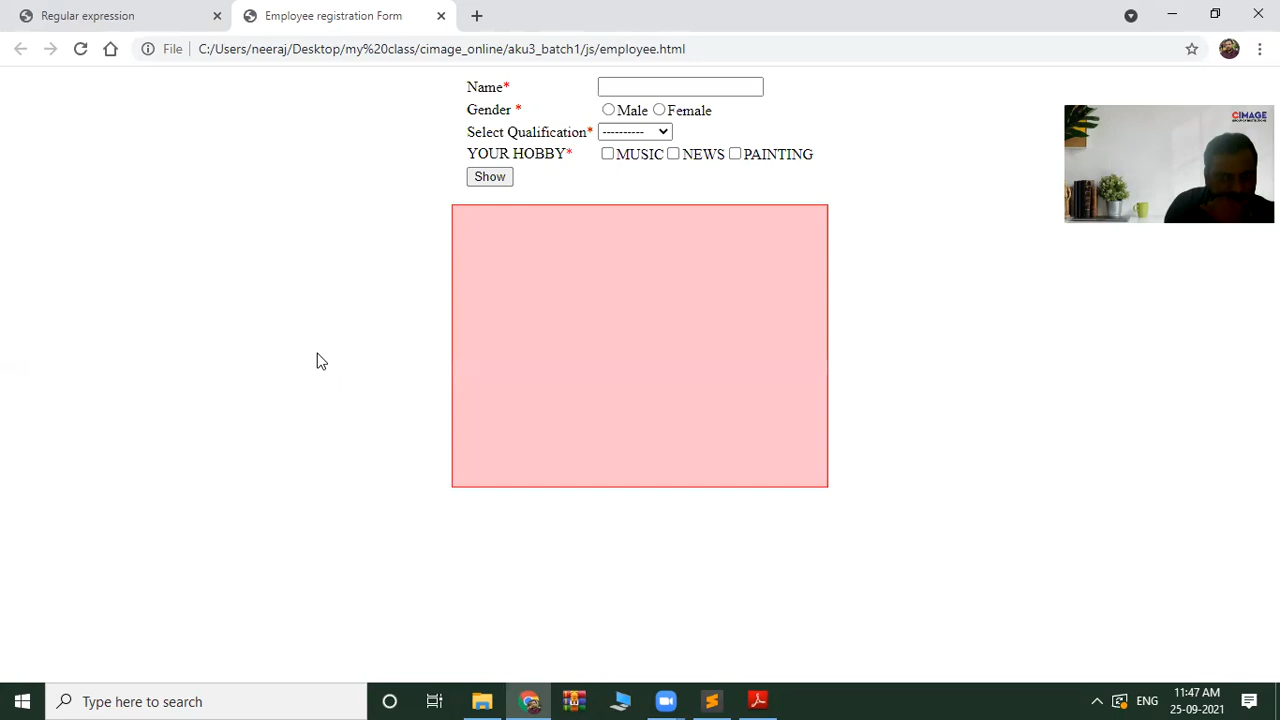 Regular expression
Employee registration Form
File
C:/Users/neeraj/Desktop/my%20class/cimage_online/aku3_batch1/js/employee.html
Name*
Gender *
Male
Female
Select Qualification*
----------
YOUR HOBBY*
MUSIC
NEWS
PAINTING
Show
CIMAGE
Type here to search
ENG
11:47 AM
25-09-2021